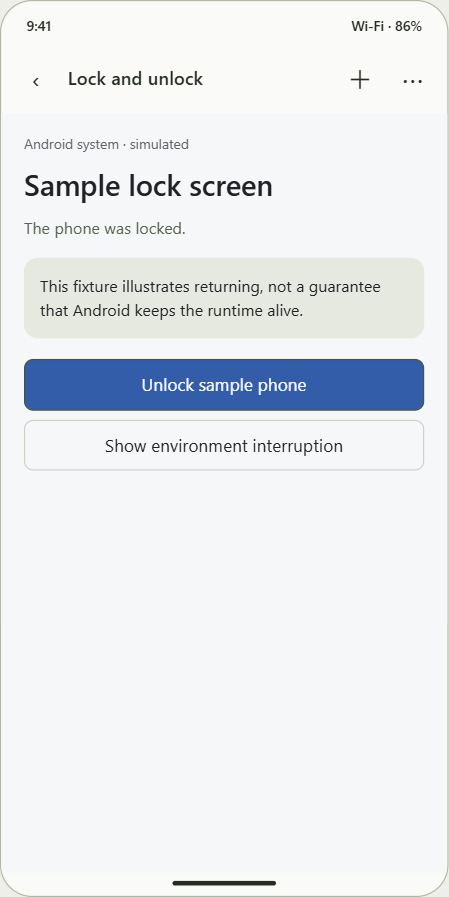 9:41
Wi-Fi · 86%
‹ Lock and unlock + ...
Android system · simulated
Sample lock screen
The phone was locked.
This fixture illustrates returning, not a guarantee
that Android keeps the runtime alive.
Unlock sample phone
Show environment interruption